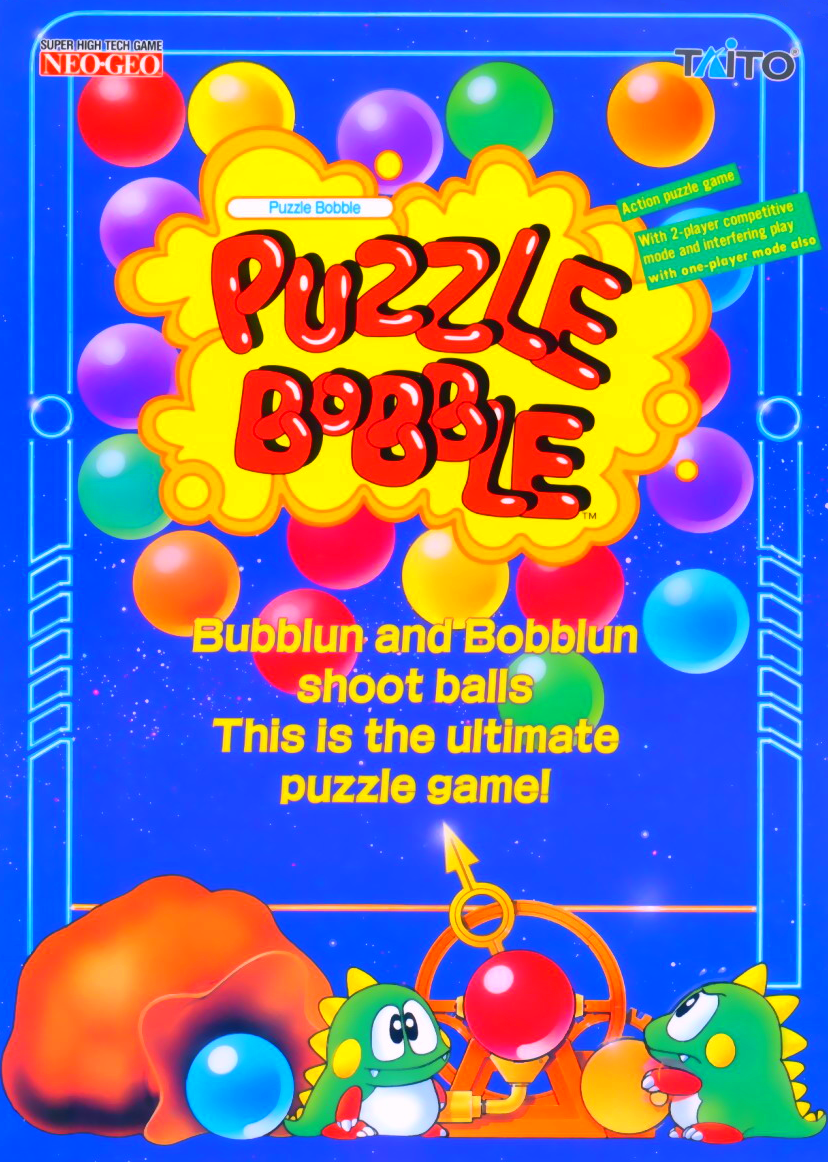 SUPER HIGH TECH GAME
NEO•GEO
TAITO®
Action puzzle game
With 2-player competitive
mode and interfering play
with one-player mode also
Puzzle Bobble
PUZZLE
BOBBLE
™
Bubblun and Bobblun
shoot balls
This is the ultimate
puzzle game!